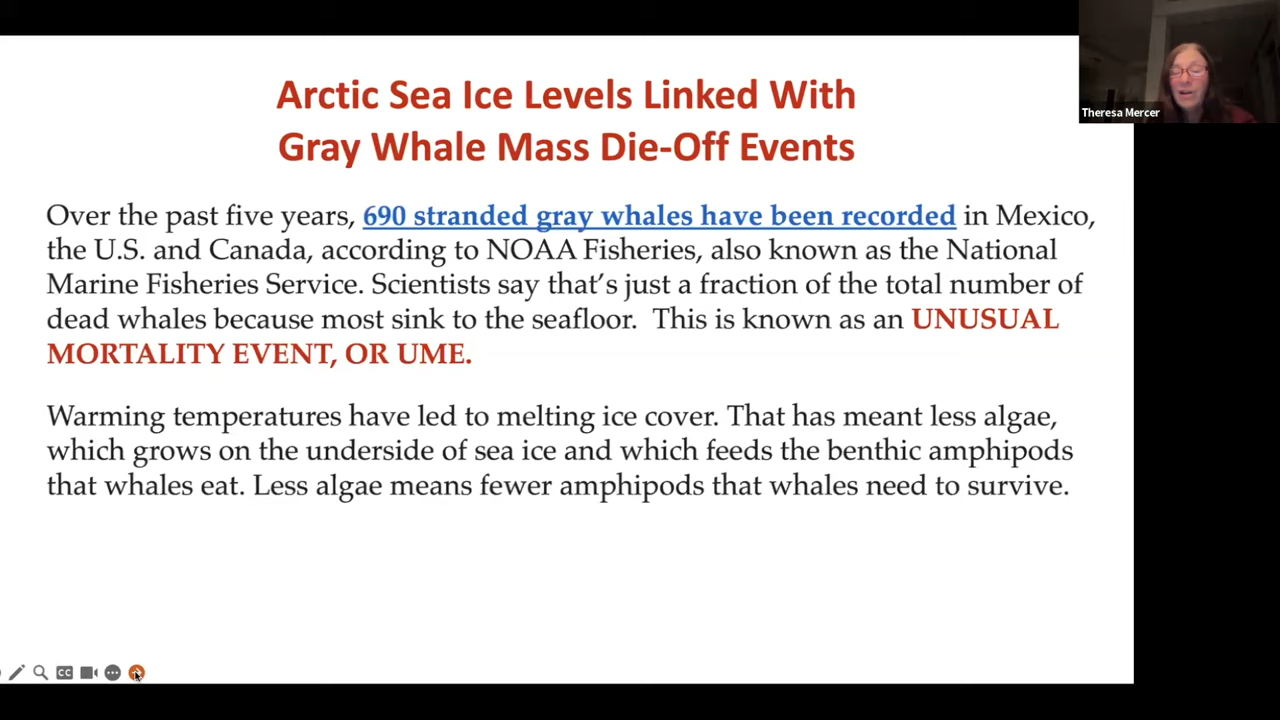 Arctic Sea Ice Levels Linked With
Gray Whale Mass Die-Off Events
Theresa Mercer
Over the past five years, 690 stranded gray whales have been recorded in Mexico,
the U.S. and Canada, according to NOAA Fisheries, also known as the National
Marine Fisheries Service. Scientists say that’s just a fraction of the total number of
dead whales because most sink to the seafloor.  This is known as an UNUSUAL
MORTALITY EVENT, OR UME.
Warming temperatures have led to melting ice cover. That has meant less algae,
which grows on the underside of sea ice and which feeds the benthic amphipods
that whales eat. Less algae means fewer amphipods that whales need to survive.
CC